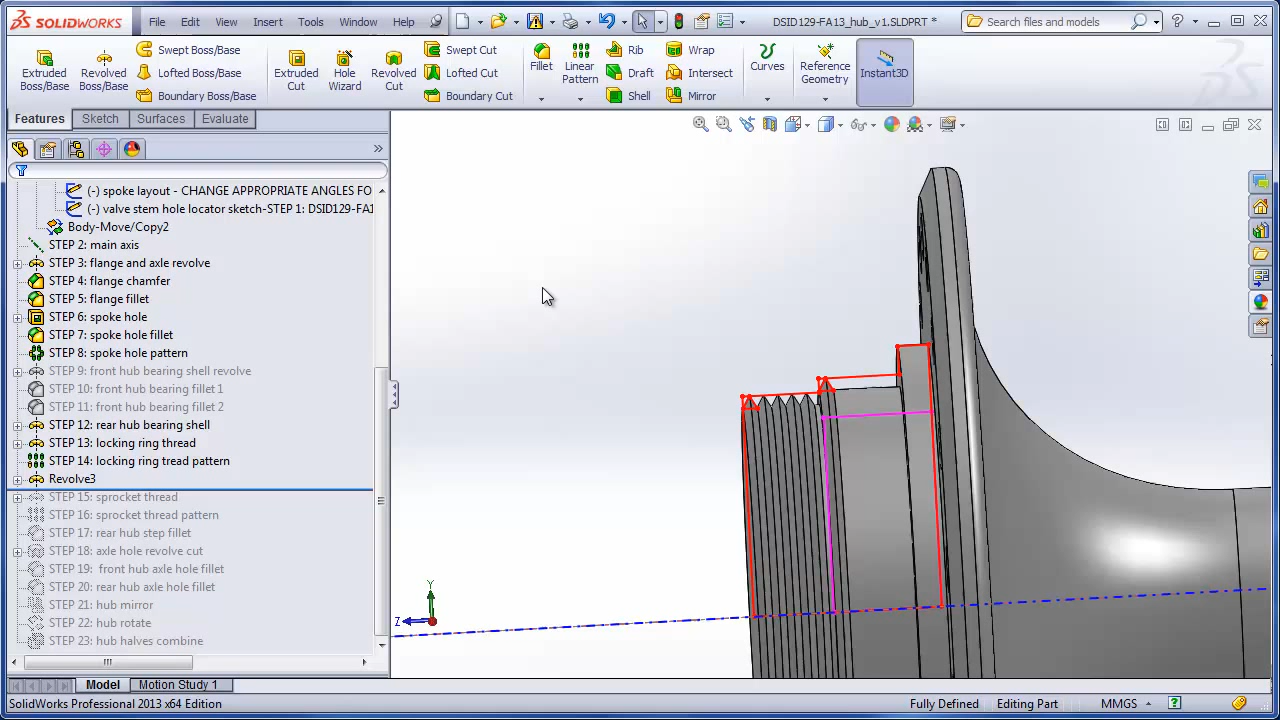 SOLIDWORKS File Edit View Insert Tools Window Help DSID129-FA13_hub_v1.SLDPRT * Search files and models
Extruded Boss/Base
Revolved Boss/Base
Swept Boss/Base
Lofted Boss/Base
Boundary Boss/Base
Extruded Cut
Hole Wizard
Revolved Cut
Swept Cut
Lofted Cut
Boundary Cut
Fillet
Linear Pattern
Rib
Draft
Shell
Wrap
Intersect
Mirror
Curves
Reference Geometry
Instant3D
Features Sketch Surfaces Evaluate
(-) spoke layout - CHANGE APPROPRIATE ANGLES FO
(-) valve stem hole locator sketch-STEP 1: DSID129-FA1
Body-Move/Copy2
STEP 2: main axis
STEP 3: flange and axle revolve
STEP 4: flange chamfer
STEP 5: flange fillet
STEP 6: spoke hole
STEP 7: spoke hole fillet
STEP 8: spoke hole pattern
STEP 9: front hub bearing shell revolve
STEP 10: front hub bearing fillet 1
STEP 11: front hub bearing fillet 2
STEP 12: rear hub bearing shell
STEP 13: locking ring thread
STEP 14: locking ring tread pattern
Revolve3
STEP 15: sprocket thread
STEP 16: sprocket thread pattern
STEP 17: rear hub step fillet
STEP 18: axle hole revolve cut
STEP 19: front hub axle hole fillet
STEP 20: rear hub axle hole fillet
STEP 21: hub mirror
STEP 22: hub rotate
STEP 23: hub halves combine
Y
Z
Model Motion Study 1
SolidWorks Professional 2013 x64 Edition Fully Defined Editing Part MMGS